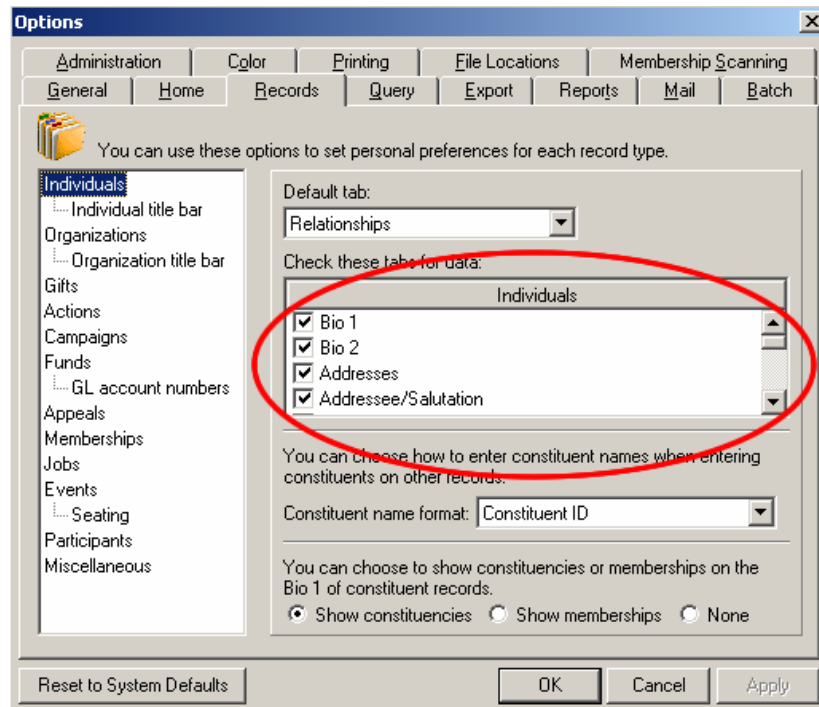 Options
Administration Color Printing File Locations Membership Scanning
General Home Records Query Export Reports Mail Batch
You can use these options to set personal preferences for each record type.
Individuals
Individual title bar
Organizations
Organization title bar
Gifts
Actions
Campaigns
Funds
GL account numbers
Appeals
Memberships
Jobs
Events
Seating
Participants
Miscellaneous
Default tab:
Relationships
Check these tabs for data:
Individuals
Bio 1
Bio 2
Addresses
Addressee/Salutation
You can choose how to enter constituent names when entering
constituents on other records.
Constituent name format: Constituent ID
You can choose to show constituencies or memberships on the
Bio 1 of constituent records.
Show constituencies Show memberships None
Reset to System Defaults OK Cancel Apply